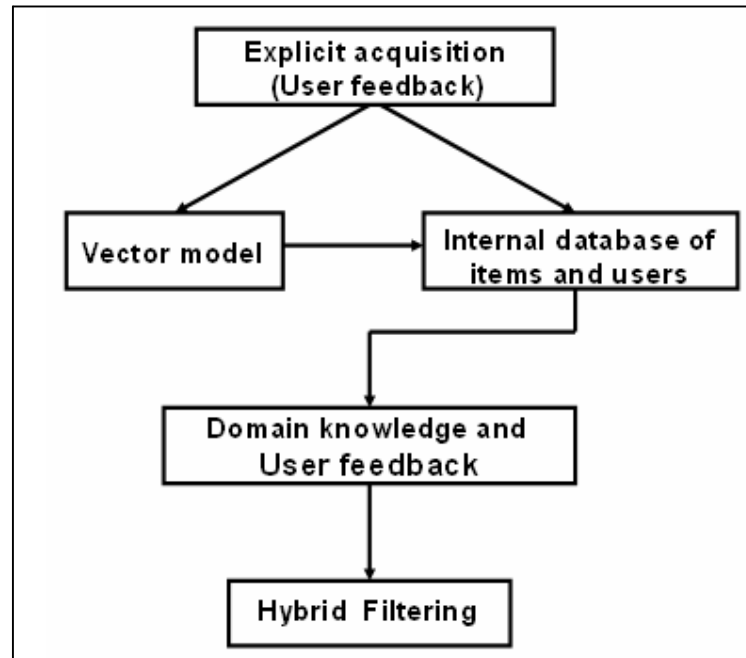 Explicit acquisition
(User feedback)
Vector model
Internal database of
items and users
Domain knowledge and
User feedback
Hybrid Filtering